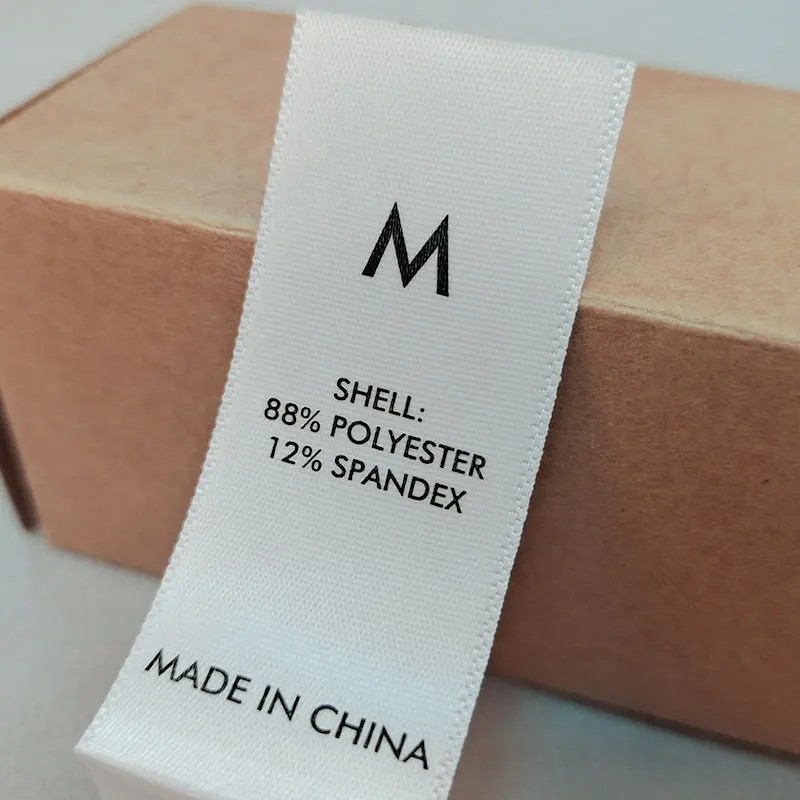 M
SHELL:
88% POLYESTER
12% SPANDEX
MADE IN CHINA